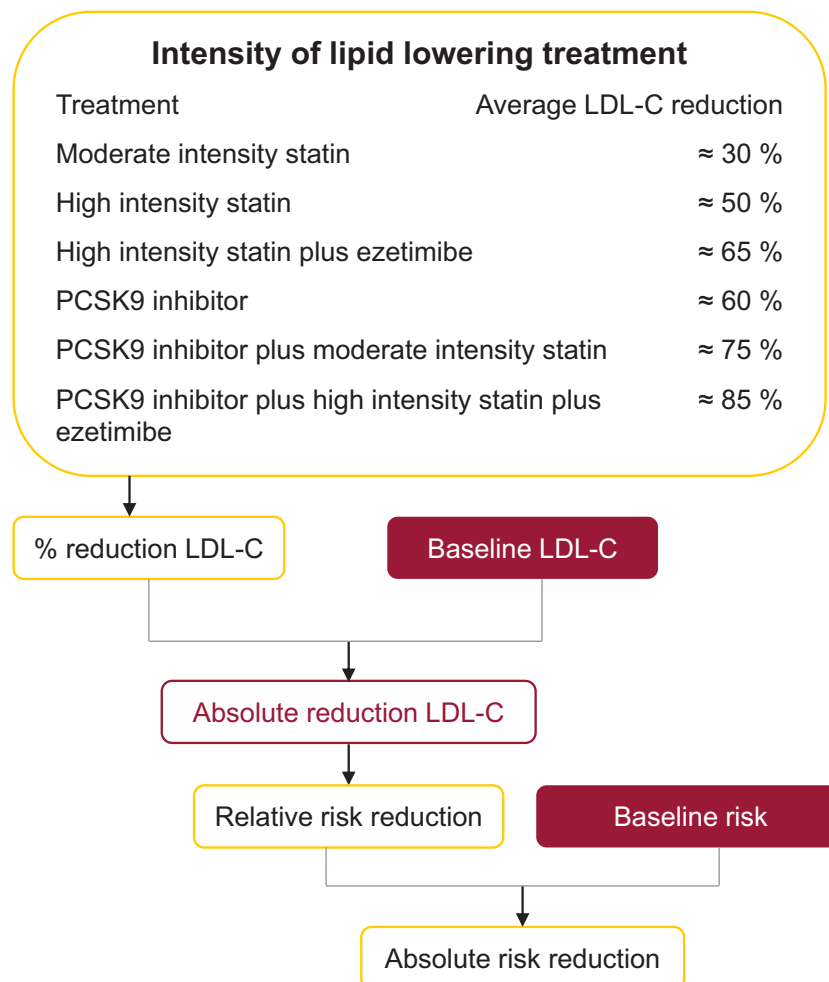 Intensity of lipid lowering treatment
Treatment Average LDL-C reduction
Moderate intensity statin ≈ 30 %
High intensity statin ≈ 50 %
High intensity statin plus ezetimibe ≈ 65 %
PCSK9 inhibitor ≈ 60 %
PCSK9 inhibitor plus moderate intensity statin ≈ 75 %
PCSK9 inhibitor plus high intensity statin plus ≈ 85 %
ezetimibe
% reduction LDL-C Baseline LDL-C
Absolute reduction LDL-C
Relative risk reduction Baseline risk
Absolute risk reduction